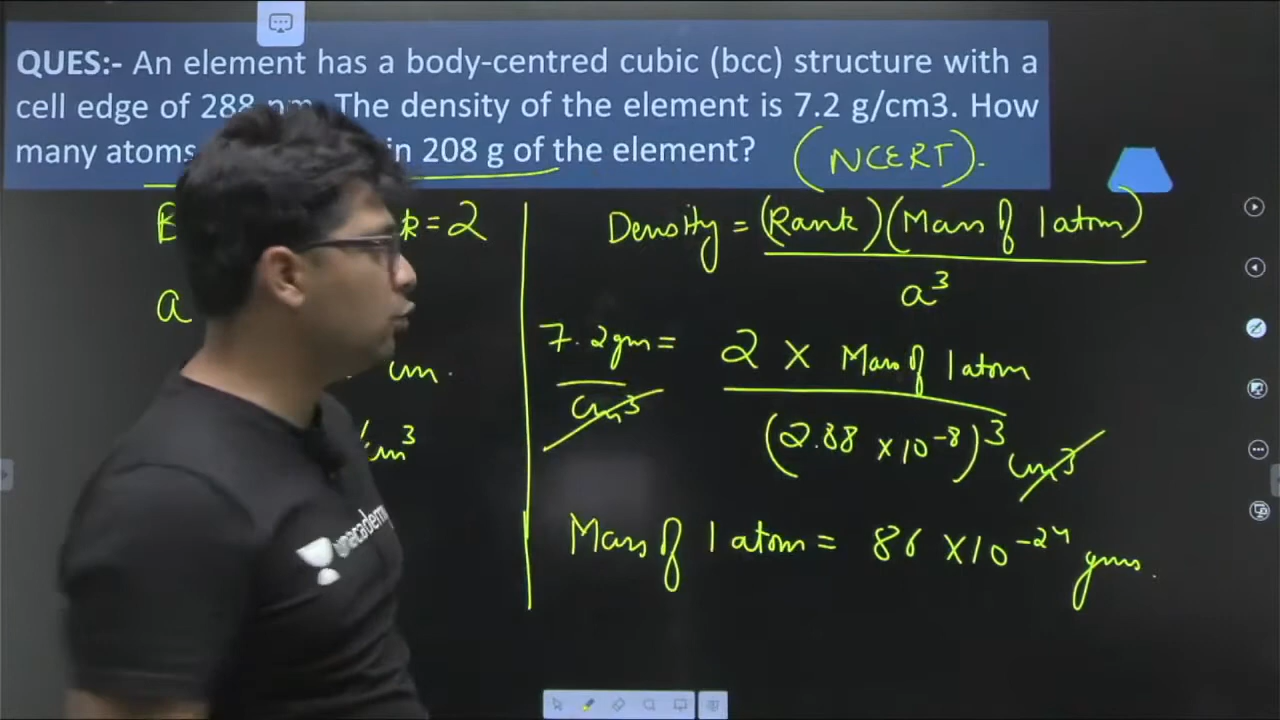 QUES:- An element has a body-centred cubic (bcc) structure with a
cell edge of 288 nm. The density of the element is 7.2 g/cm3. How
many atoms in 208 g of the element?
(NCERT).
B k=2
a
cm.
/cm³
Density = (Rank)(Mass of 1 atom)
a³
7.2gm = 2 X Mass of 1 atom
cm³ (2.88 ×10⁻⁸)³ cm³
Mass of 1 atom = 86 X10⁻²⁴ gms.
unacademy